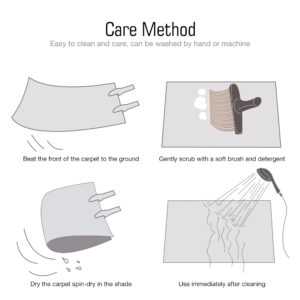 Care Method
Easy to clean and care, can be washed by hand or machine
Beat the front of the carpet to the ground
Gently scrub with a soft brush and detergent
Dry the carpet spin-dry in the shade
Use immediately after cleaning